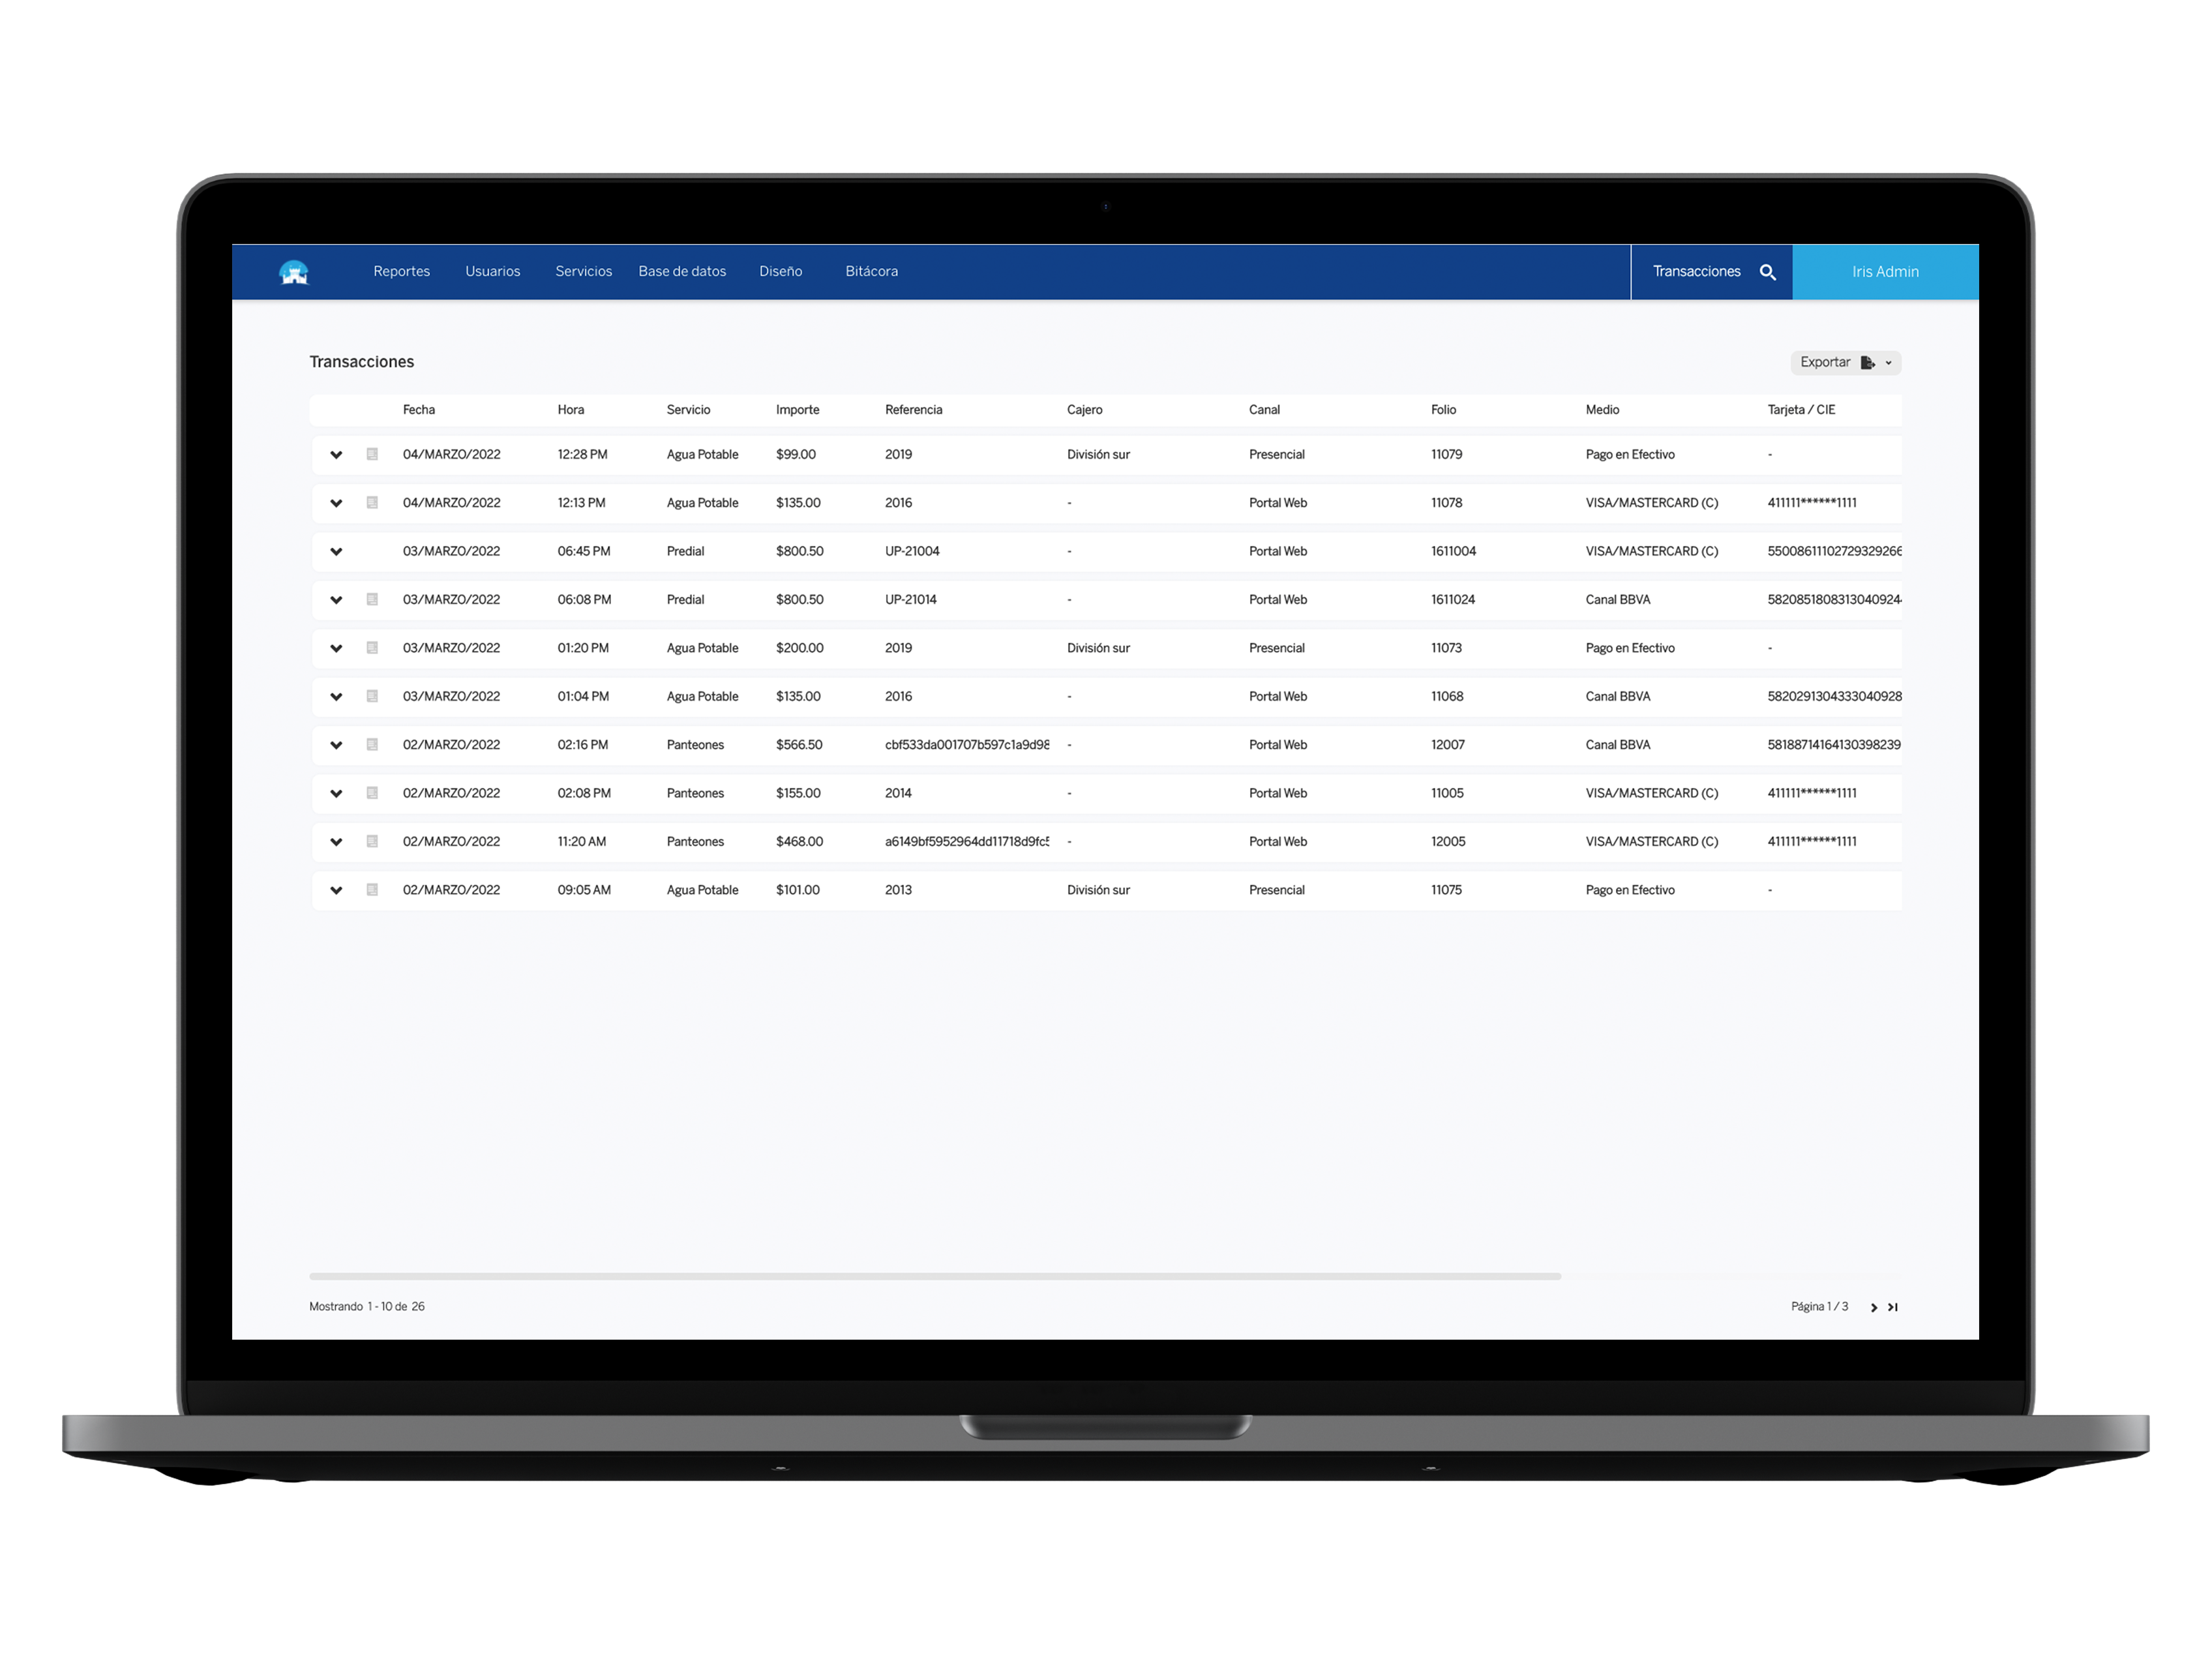 Reportes Usuarios Servicios Base de datos Diseño Bitácora Transacciones Iris Admin
Transacciones Exportar
Fecha Hora Servicio Importe Referencia Cajero Canal Folio Medio Tarjeta / CIE
04/MARZO/2022 12:28 PM Agua Potable $99.00 2019 División sur Presencial 11079 Pago en Efectivo -
04/MARZO/2022 12:13 PM Agua Potable $135.00 2016 - Portal Web 11078 VISA/MASTERCARD (C) 411111******1111
03/MARZO/2022 06:45 PM Predial $800.50 UP-21004 - Portal Web 1611004 VISA/MASTERCARD (C) 55008611102729329266
03/MARZO/2022 06:08 PM Predial $800.50 UP-21014 - Portal Web 1611024 Canal BBVA 5820851808313040924
03/MARZO/2022 01:20 PM Agua Potable $200.00 2019 División sur Presencial 11073 Pago en Efectivo -
03/MARZO/2022 01:04 PM Agua Potable $135.00 2016 - Portal Web 11068 Canal BBVA 5820291304333040928
02/MARZO/2022 02:16 PM Panteones $566.50 cbf533da001707b597c1a9d98 - Portal Web 12007 Canal BBVA 58188714164130398239
02/MARZO/2022 02:08 PM Panteones $155.00 2014 - Portal Web 11005 VISA/MASTERCARD (C) 411111******1111
02/MARZO/2022 11:20 AM Panteones $468.00 a6149bf5952964dd11718d9fc5 - Portal Web 12005 VISA/MASTERCARD (C) 411111******1111
02/MARZO/2022 09:05 AM Agua Potable $101.00 2013 División sur Presencial 11075 Pago en Efectivo -
Mostrando 1 - 10 de 26 Página 1 / 3